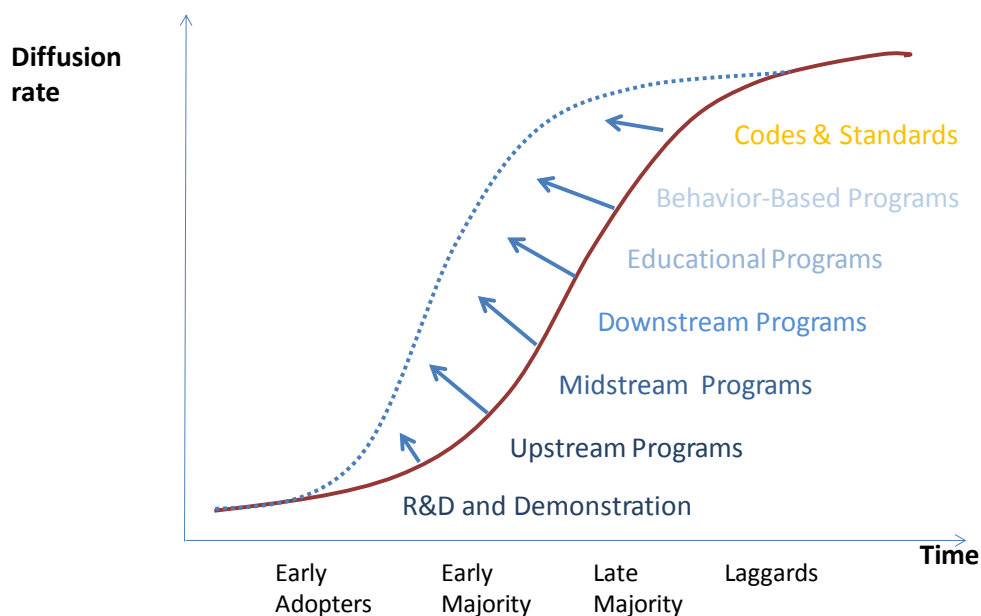 Diffusion
rate
Codes & Standards
Behavior-Based Programs
Educational Programs
Downstream Programs
Midstream Programs
Upstream Programs
R&D and Demonstration
Time
Early
Adopters
Early
Majority
Late
Majority
Laggards